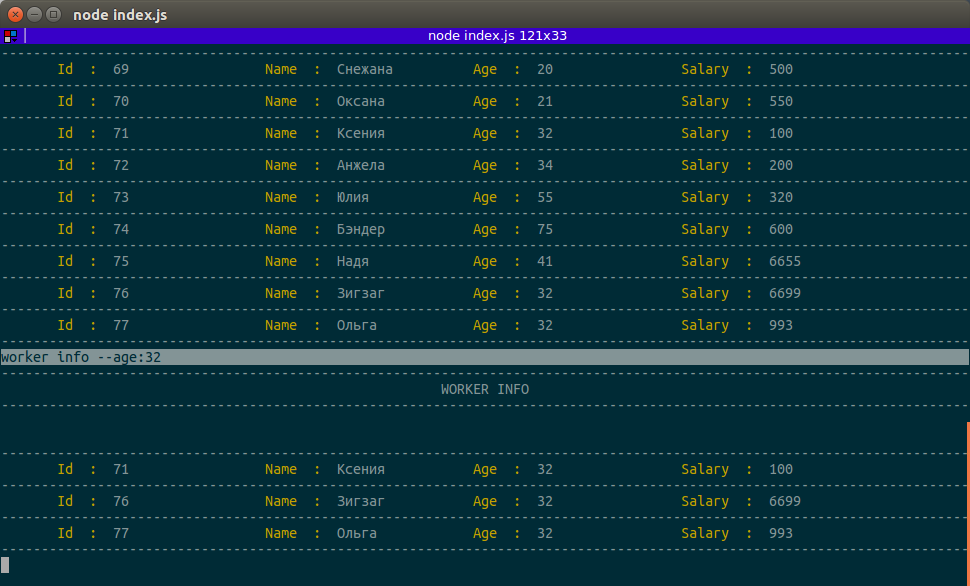 node index.js
node index.js 121x33
Id : 69 Name : Снежана Age : 20 Salary : 500
Id : 70 Name : Оксана Age : 21 Salary : 550
Id : 71 Name : Ксения Age : 32 Salary : 100
Id : 72 Name : Анжела Age : 34 Salary : 200
Id : 73 Name : Юлия Age : 55 Salary : 320
Id : 74 Name : Бэндер Age : 75 Salary : 600
Id : 75 Name : Надя Age : 41 Salary : 6655
Id : 76 Name : Зигзаг Age : 32 Salary : 6699
Id : 77 Name : Ольга Age : 32 Salary : 993
worker info --age:32
WORKER INFO
Id : 71 Name : Ксения Age : 32 Salary : 100
Id : 76 Name : Зигзаг Age : 32 Salary : 6699
Id : 77 Name : Ольга Age : 32 Salary : 993